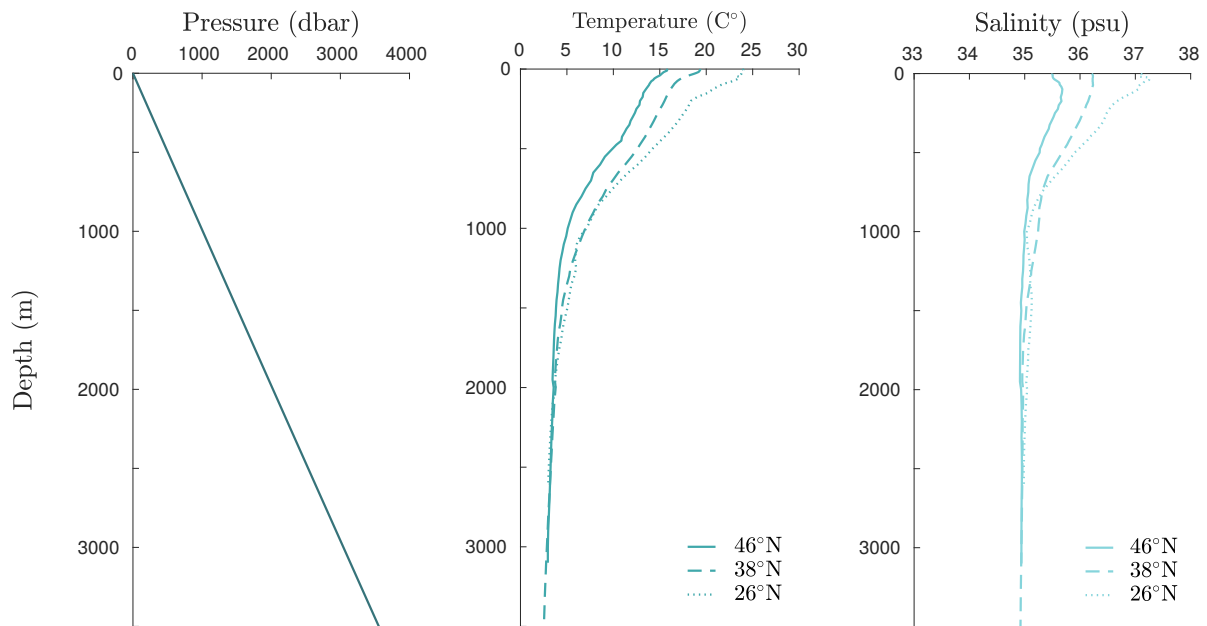 Pressure (dbar)
0 1000 2000 3000 4000
0
1000
2000
3000
Depth (m)
Temperature (C°)
0 5 10 15 20 25 30
0
1000
2000
3000
46°N
38°N
26°N
Salinity (psu)
33 34 35 36 37 38
0
1000
2000
3000
46°N
38°N
26°N